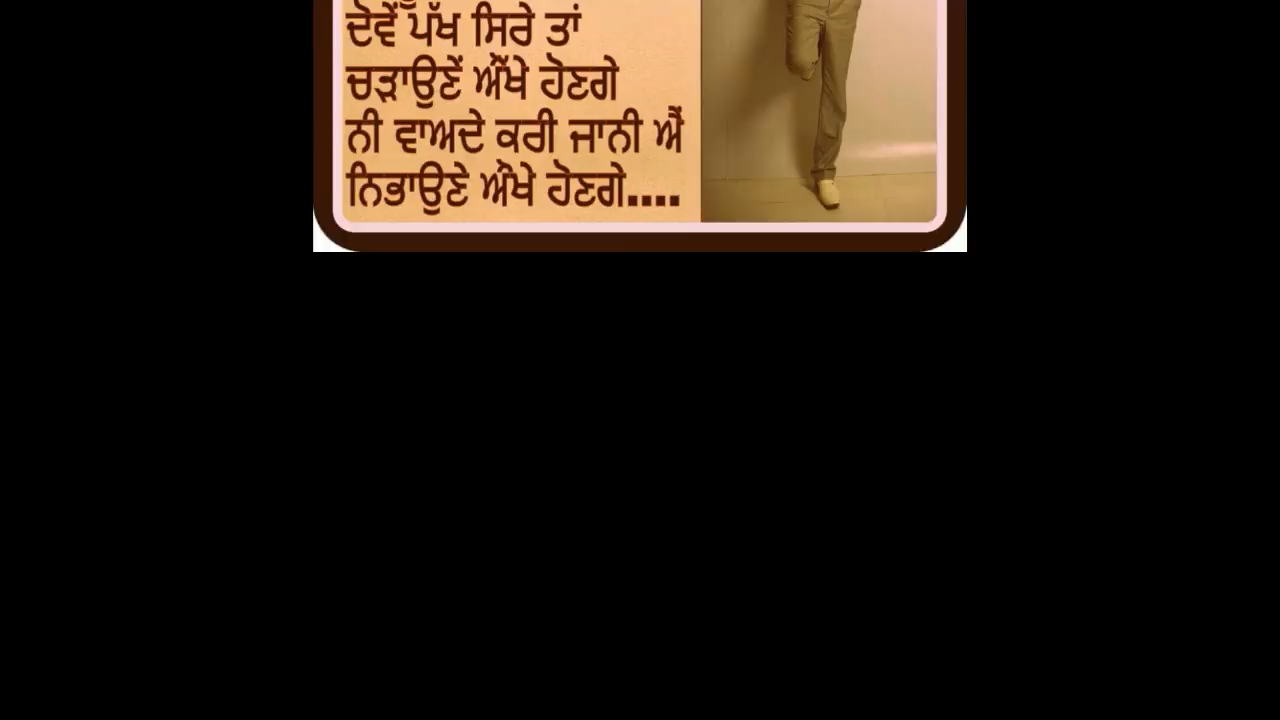 ਦੋਵੇਂ ਪੱਖ ਸਿਰੇ ਤਾਂ
ਚੜਾਉਣੇਂ ਔਖੇ ਹੋਣਗੇ
ਨੀ ਵਾਅਦੇ ਕਰੀ ਜਾਨੀ ਐਂ
ਨਿਭਾਉਣੇ ਔਖੇ ਹੋਣਗੇ....